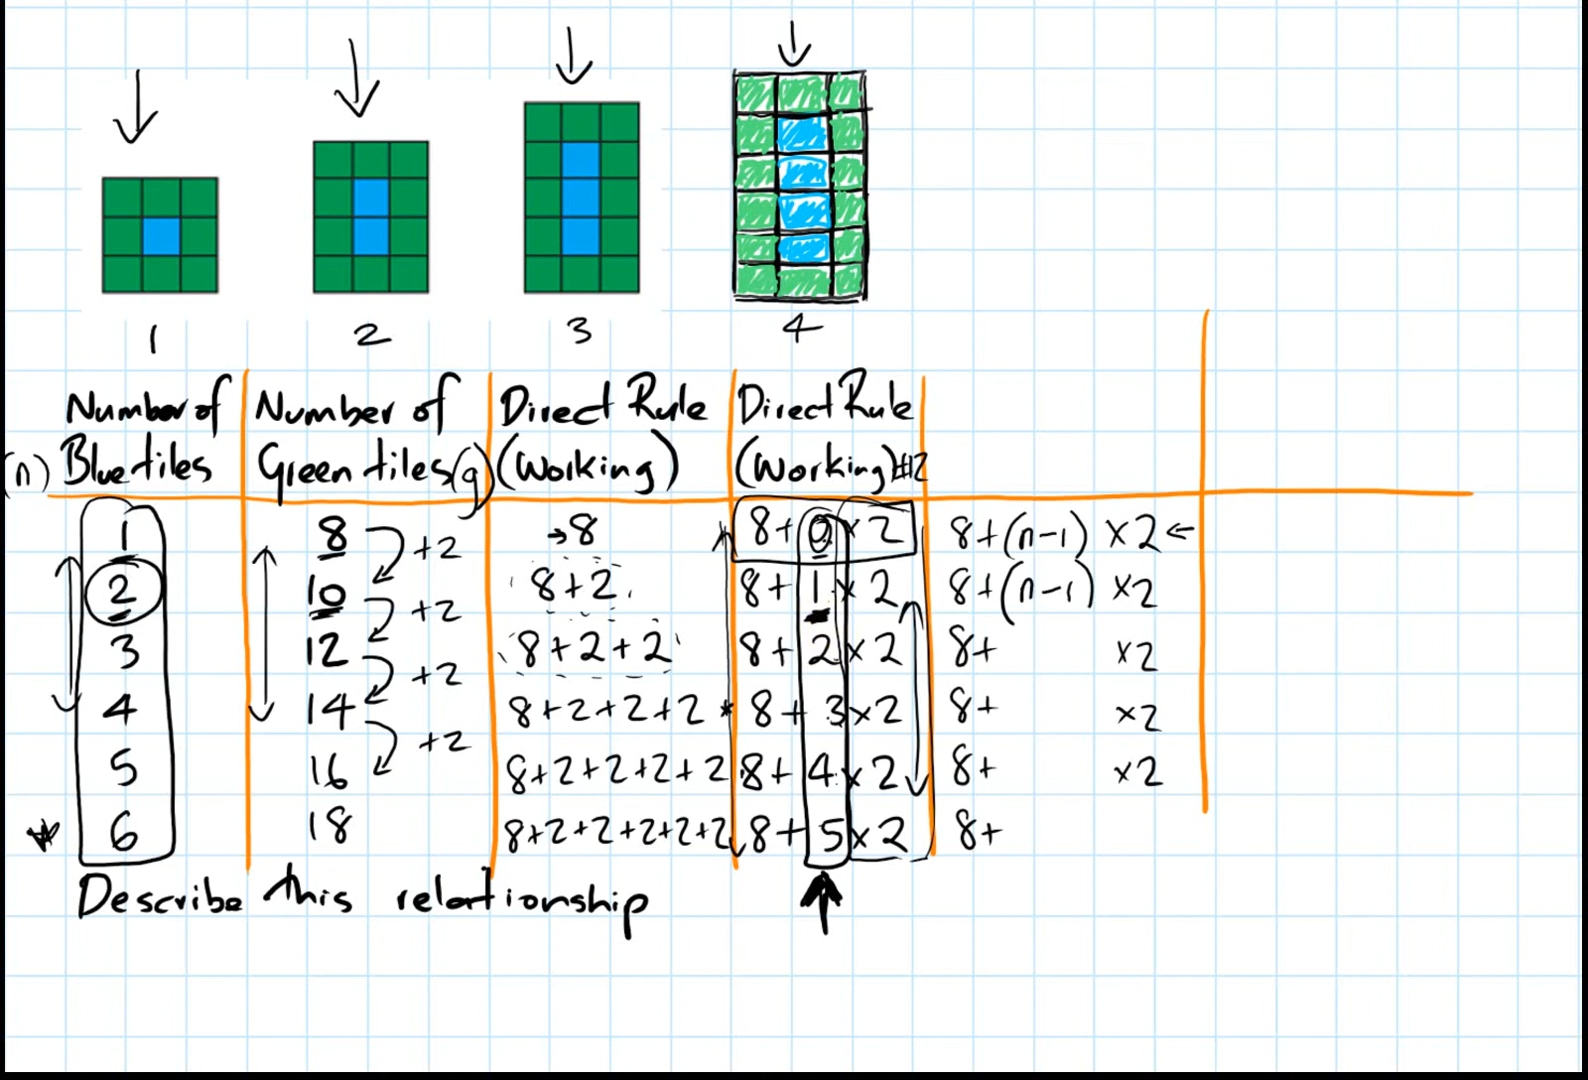 1 2 3 4
Number of Number of Direct Rule Direct Rule
(n) Blue tiles Green tiles (g) (Working) (Working) #2
1 8 +2 →8 8+0×2 8+(n-1) ×2 ←
2 10 +2 8+2 8+1×2 8+(n-1) ×2
3 12 +2 8+2+2 8+2×2 8+ ×2
4 14 +2 8+2+2+2 * 8+3×2 8+ ×2
5 16 8+2+2+2+2 8+4×2 8+ ×2
* 6 18 8+2+2+2+2+2 8+5×2 8+
Describe this relationship